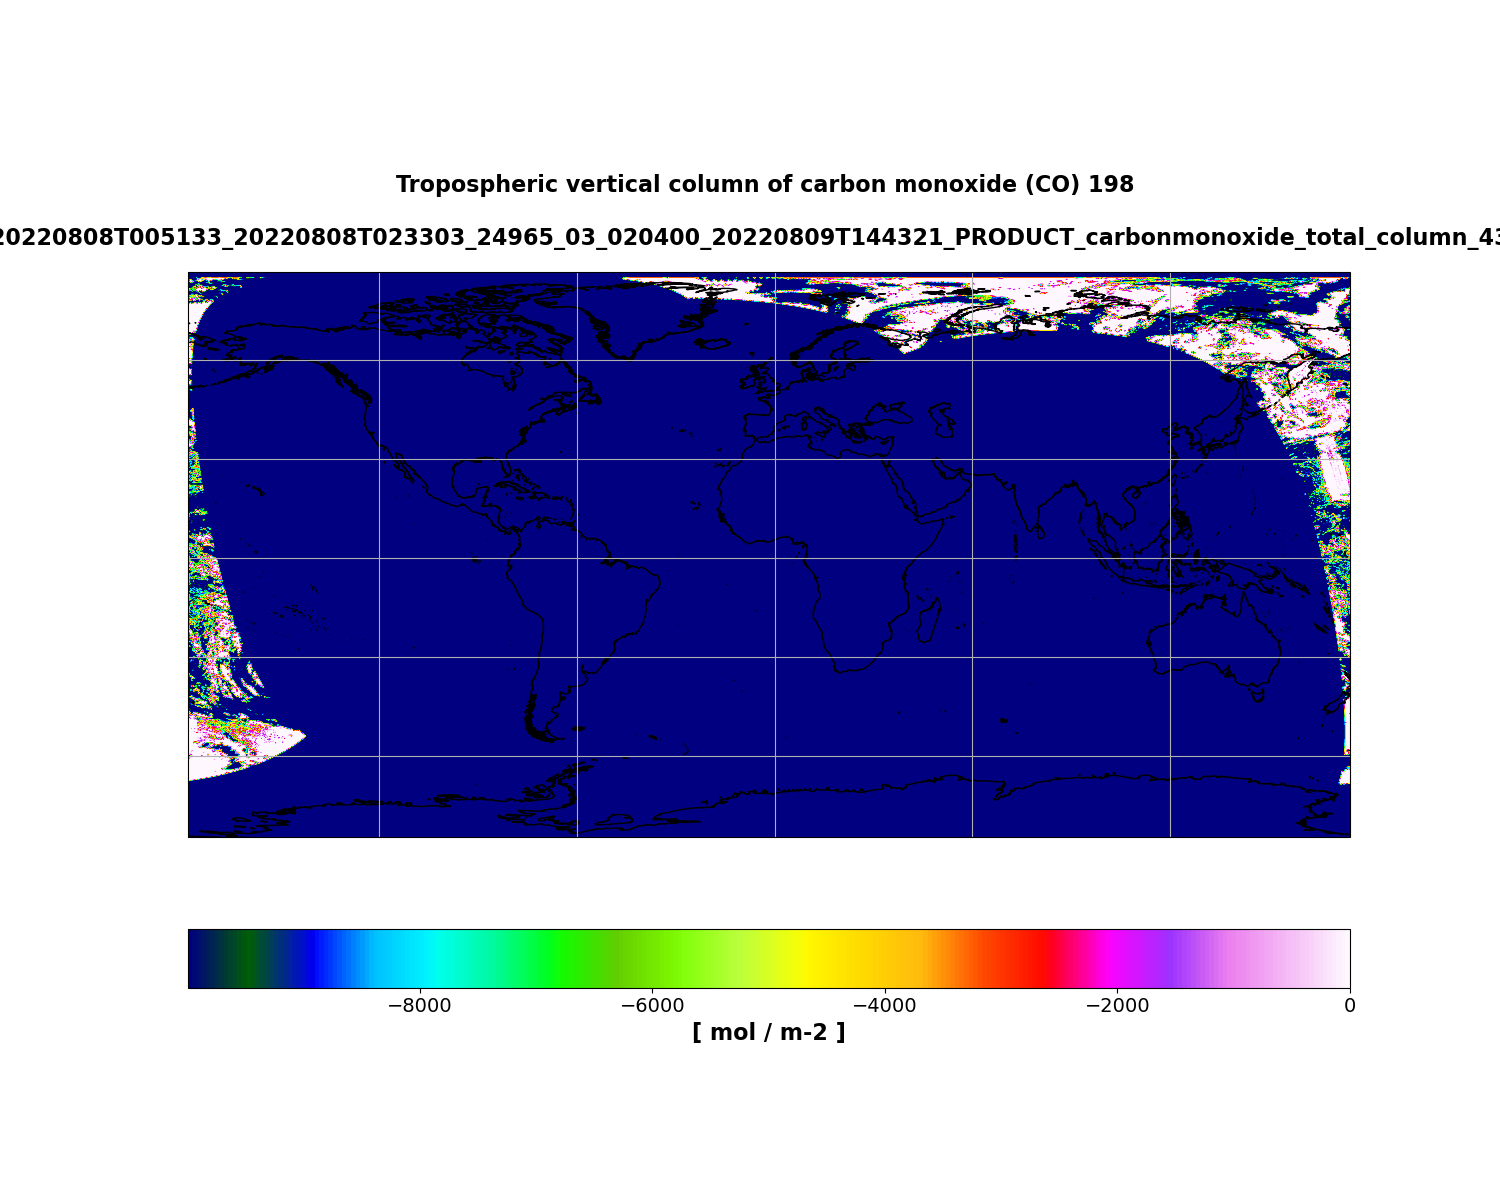 Tropospheric vertical column of carbon monoxide (CO) 198
20220808T005133_20220808T023303_24965_03_020400_20220809T144321_PRODUCT_carbonmonoxide_total_column_43
−8000 −6000 −4000 −2000 0
[ mol / m-2 ]